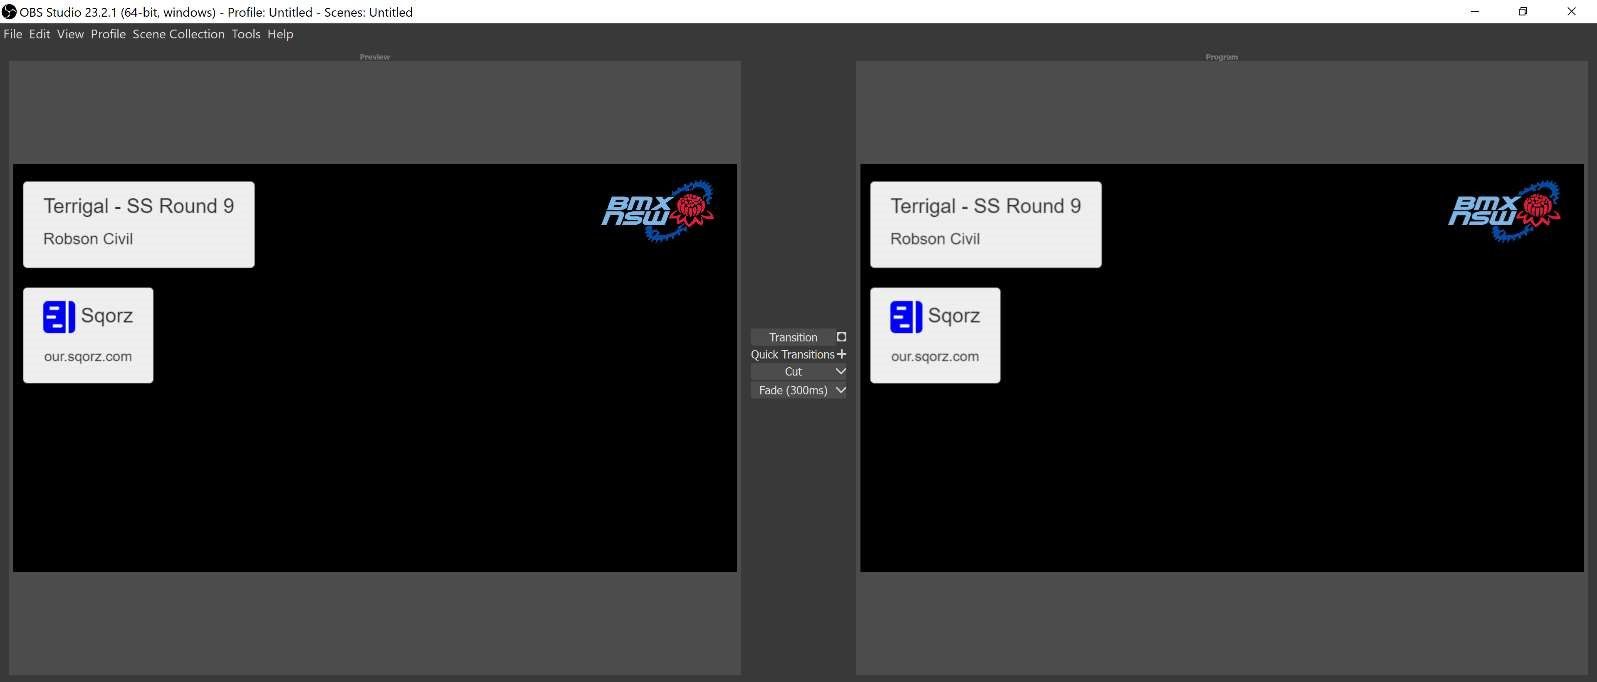 OBS Studio 23.2.1 (64-bit, windows) - Profile: Untitled - Scenes: Untitled
File Edit View Profile Scene Collection Tools Help
Preview
Program
Terrigal - SS Round 9
Robson Civil
BMX
NSW
Sqorz
our.sqorz.com
Transition
Quick Transitions
Cut
Fade (300ms)
Terrigal - SS Round 9
Robson Civil
BMX
NSW
Sqorz
our.sqorz.com